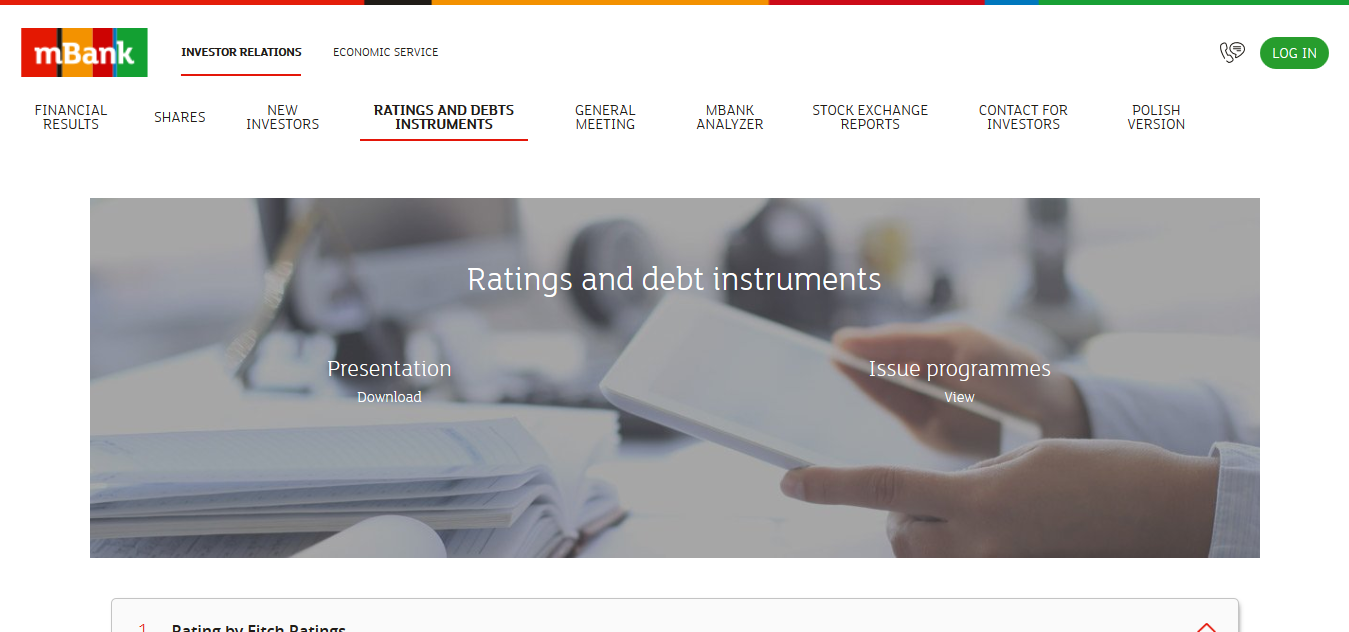 mBank
INVESTOR RELATIONS
ECONOMIC SERVICE
LOG IN
FINANCIAL
RESULTS
SHARES
NEW
INVESTORS
RATINGS AND DEBTS
INSTRUMENTS
GENERAL
MEETING
MBANK
ANALYZER
STOCK EXCHANGE
REPORTS
CONTACT FOR
INVESTORS
POLISH
VERSION
Ratings and debt instruments
Presentation
Download
Issue programmes
View
1 Rating by Fitch Ratings